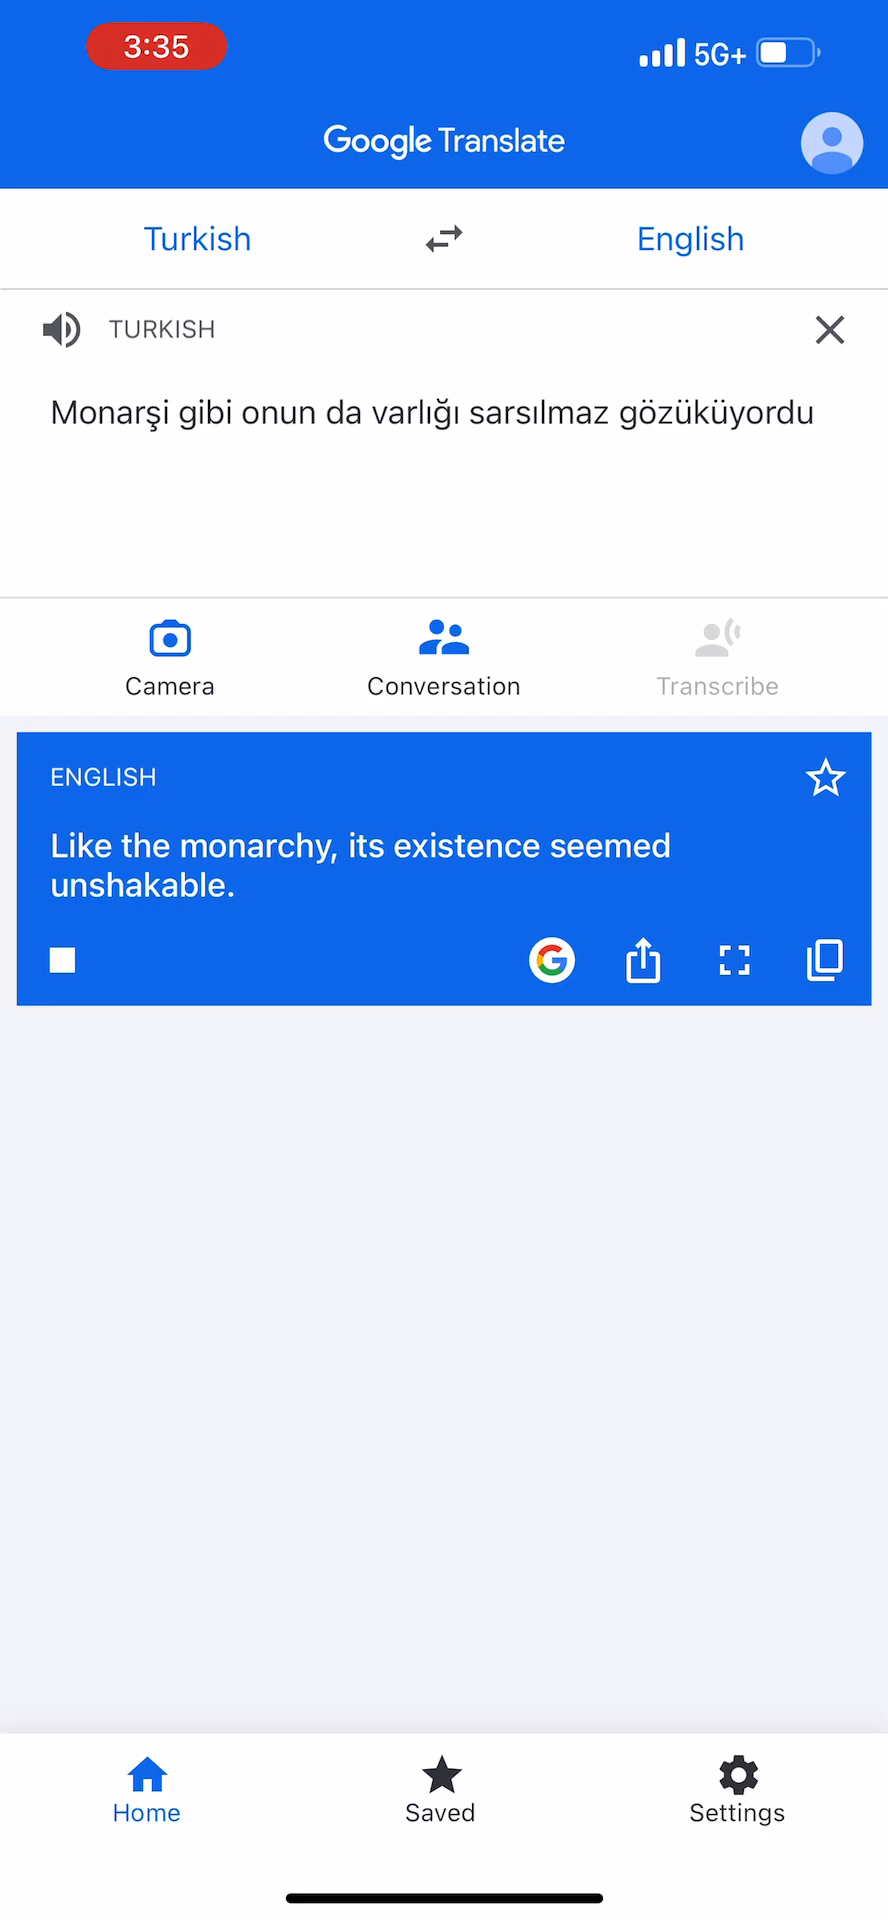 3:35
5G+
Google Translate
Turkish
English
TURKISH
Monarşi gibi onun da varlığı sarsılmaz gözüküyordu
Camera
Conversation
Transcribe
ENGLISH
Like the monarchy, its existence seemed
unshakable.
Home
Saved
Settings